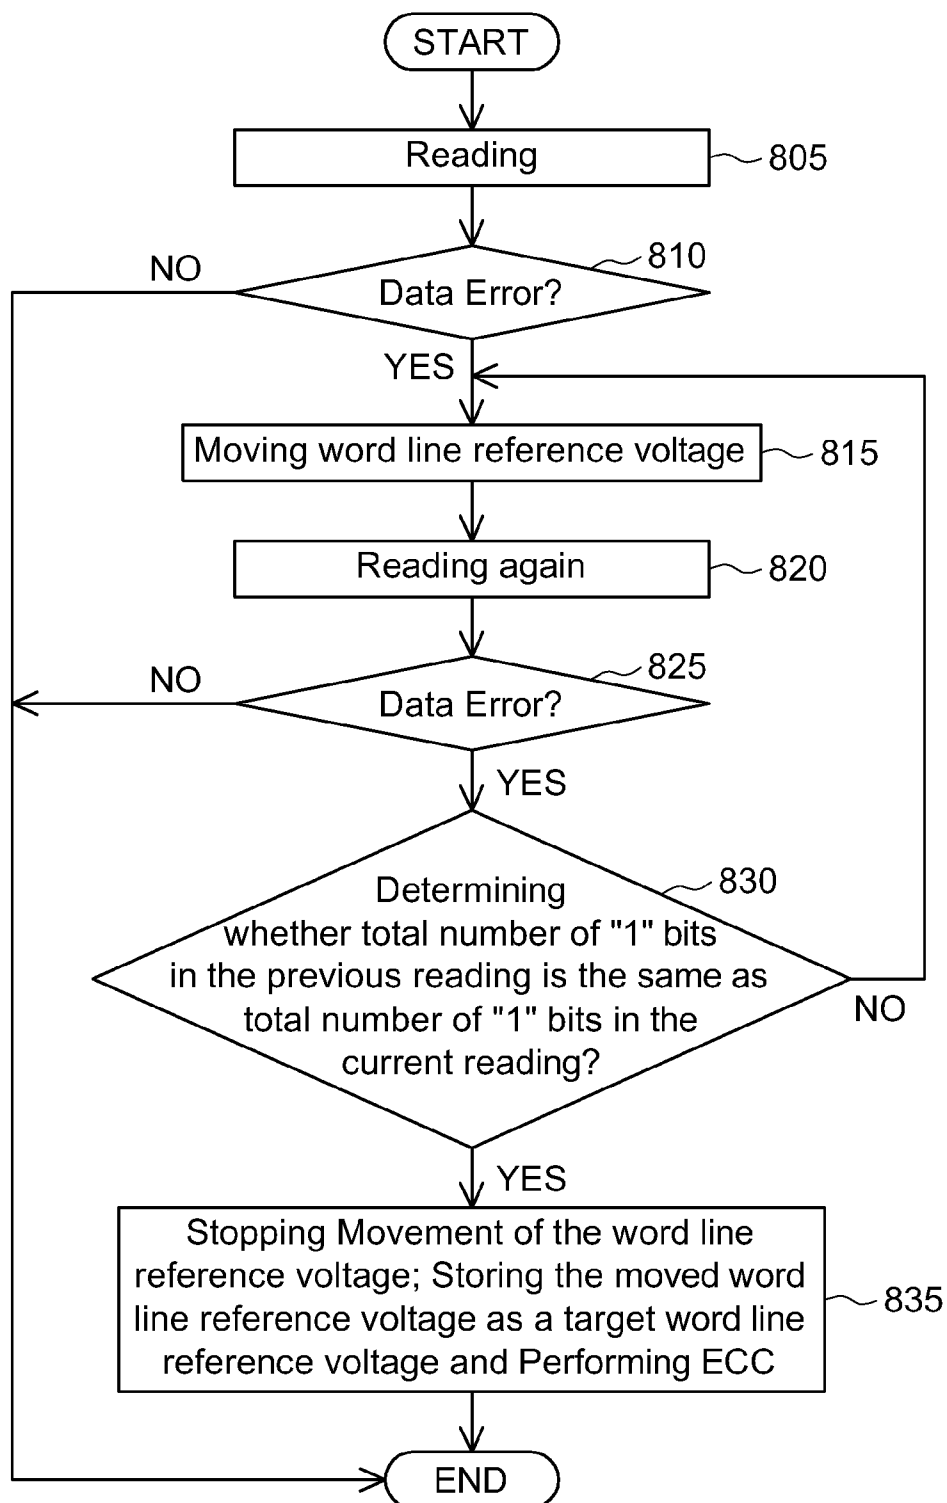 START
Reading
805
810
NO
Data Error?
YES
Moving word line reference voltage
815
Reading again
820
825
NO
Data Error?
YES
830
Determining
whether total number of "1" bits
in the previous reading is the same as
total number of "1" bits in the
current reading?
NO
YES
Stopping Movement of the word line
reference voltage; Storing the moved word
line reference voltage as a target word line
reference voltage and Performing ECC
835
END